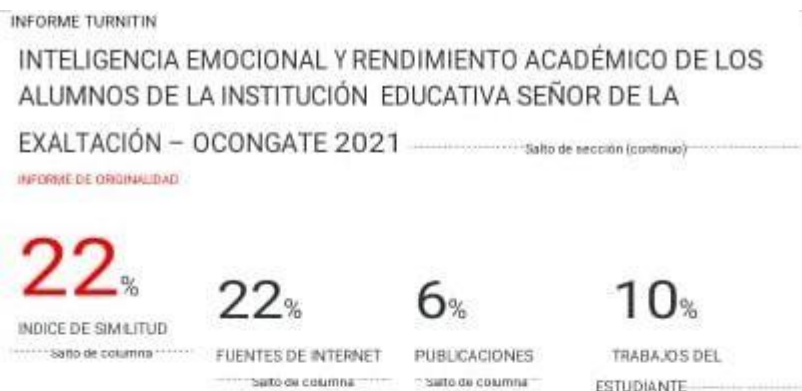 INFORME TURNITIN
INTELIGENCIA EMOCIONAL Y RENDIMIENTO ACADÉMICO DE LOS
ALUMNOS DE LA INSTITUCIÓN EDUCATIVA SEÑOR DE LA
EXALTACIÓN – OCONGATE 2021 Salto de sección (continuo)
INFORME DE ORIGINALIDAD
22% 22% 6% 10%
INDICE DE SIMILITUD
Salto de columna FUENTES DE INTERNET PUBLICACIONES TRABAJOS DEL
Salto de columna Salto de columna ESTUDIANTE